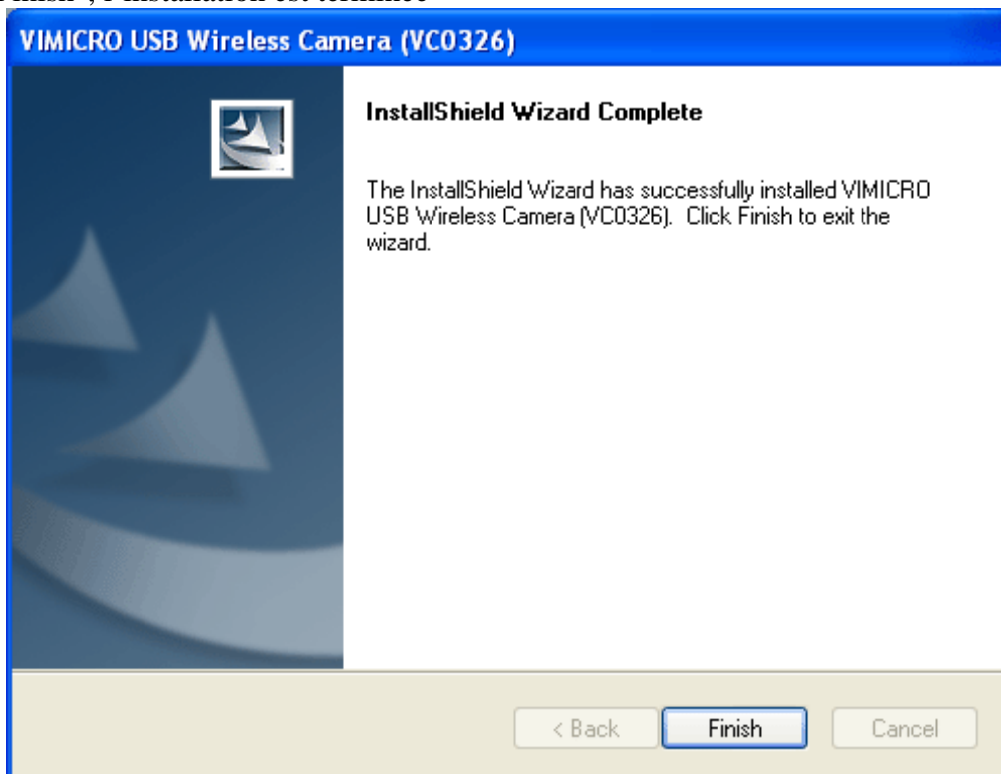 Finish", l'installation est terminée
VIMICRO USB Wireless Camera (VC0326)
InstallShield Wizard Complete
The InstallShield Wizard has successfully installed VIMICRO
USB Wireless Camera (VC0326). Click Finish to exit the
wizard.
< Back
Finish
Cancel